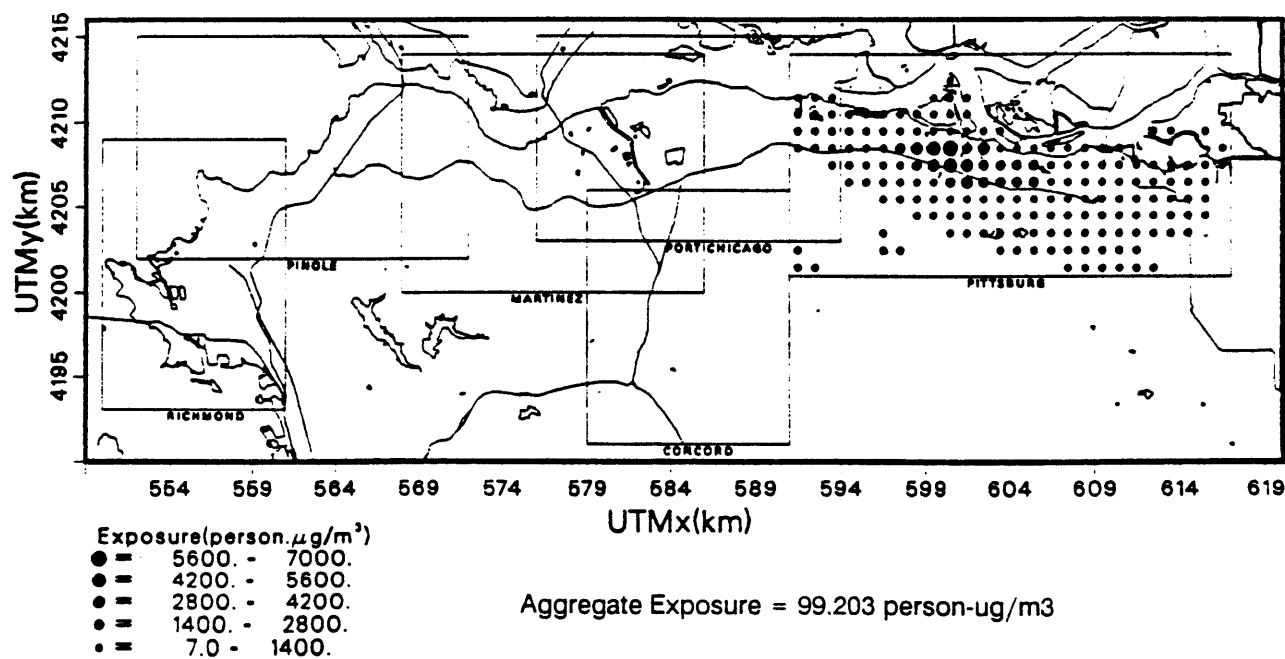 4215
4210
4205
4200
4195
UTMy(km)
PINOLE
MARTINEZ
PORTICHICAGO
PITTSBURG
RICHMOND
CONCORD
554 559 564 569 574 579 584 589 594 599 604 609 614 619
UTMx(km)
Exposure(person.μg/m³)
= 5600. - 7000.
= 4200. - 5600.
= 2800. - 4200.
= 1400. - 2800.
= 7.0 - 1400.
Aggregate Exposure = 99.203 person-ug/m3